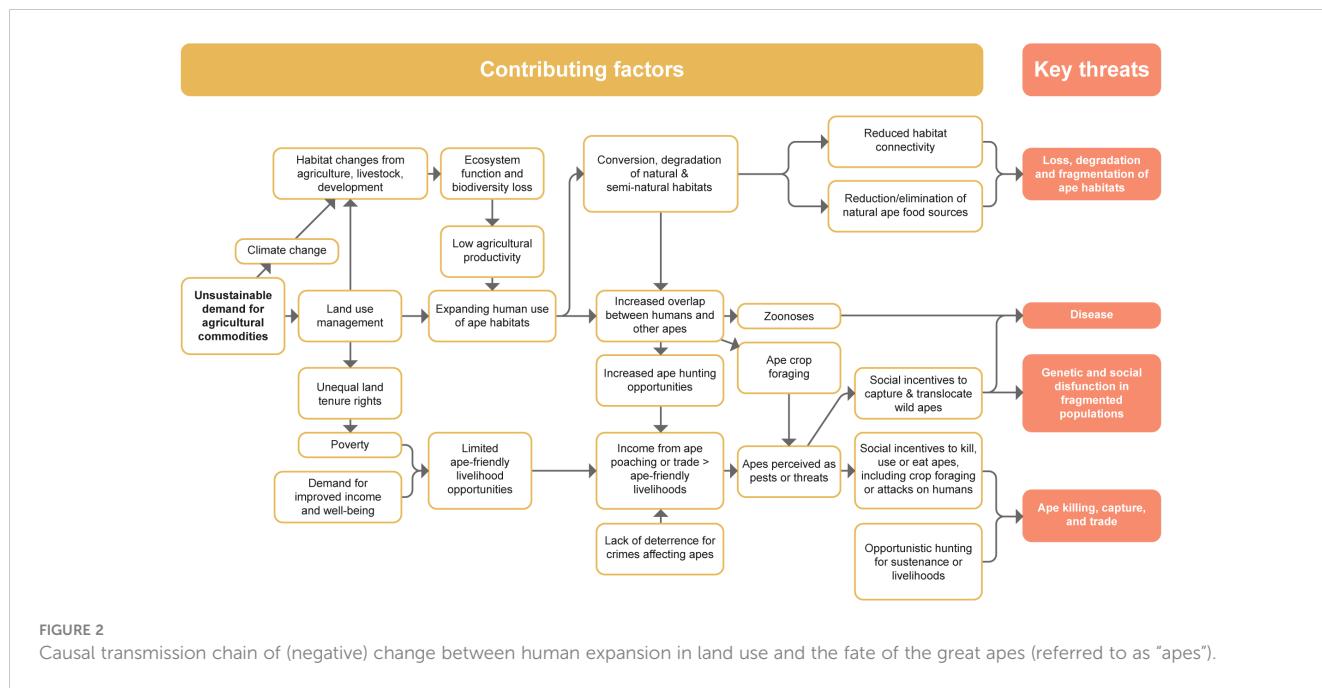 Contributing factors
Key threats
Habitat changes from
agriculture, livestock,
development
Ecosystem
function and
biodiversity loss
Conversion, degradation
of natural &
semi-natural habitats
Reduced habitat
connectivity
Reduction/elimination of
natural ape food sources
Loss, degradation
and fragmentation of
ape habitats
Climate change
Low agricultural
productivity
Unsustainable
demand for
agricultural
commodities
Land use
management
Expanding human use
of ape habitats
Increased overlap
between humans and
other apes
Zoonoses
Disease
Unequal land
tenure rights
Increased ape hunting
opportunities
Ape crop
foraging
Social incentives to
capture & translocate
wild apes
Genetic and social
disfunction in
fragmented
populations
Poverty
Demand for
improved income
and well-being
Limited
ape-friendly
livelihood
opportunities
Income from ape
poaching or trade >
ape-friendly
livelihoods
Apes perceived as
pests or threats
Social incentives to kill,
use or eat apes,
including crop foraging
or attacks on humans
Ape killing, capture,
and trade
Lack of deterrence for
crimes affecting apes
Opportunistic hunting
for sustenance or
livelihoods
FIGURE 2
Causal transmission chain of (negative) change between human expansion in land use and the fate of the great apes (referred to as “apes”).